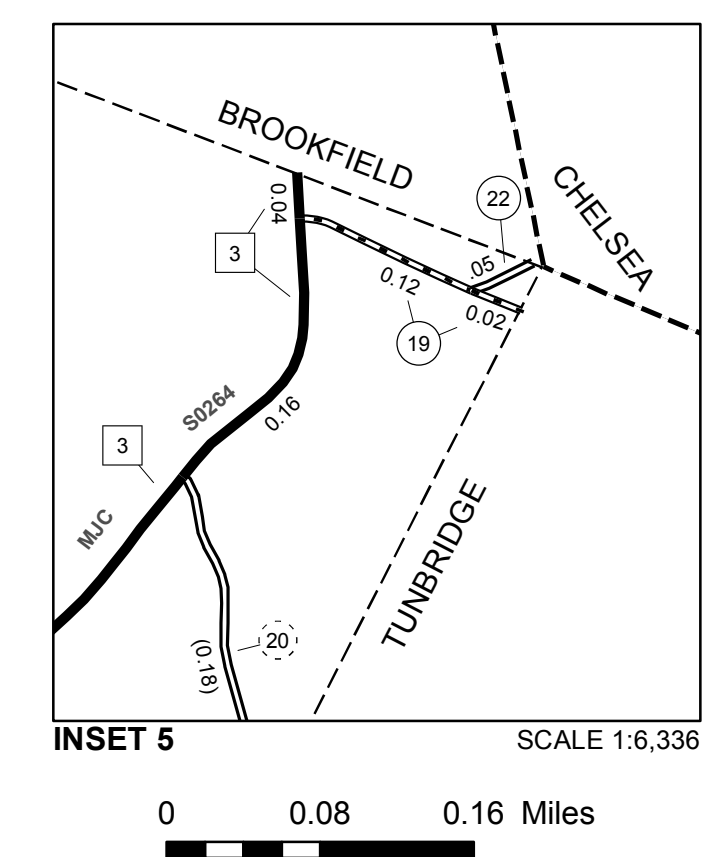 BROOKFIELD
CHELSEA
22
0.04
3
.05
0.12
0.02
19
S0264
0.16
3
MJC
TUNBRIDGE
20
(0.18)
INSET 5
SCALE 1:6,336
0 0.08 0.16 Miles